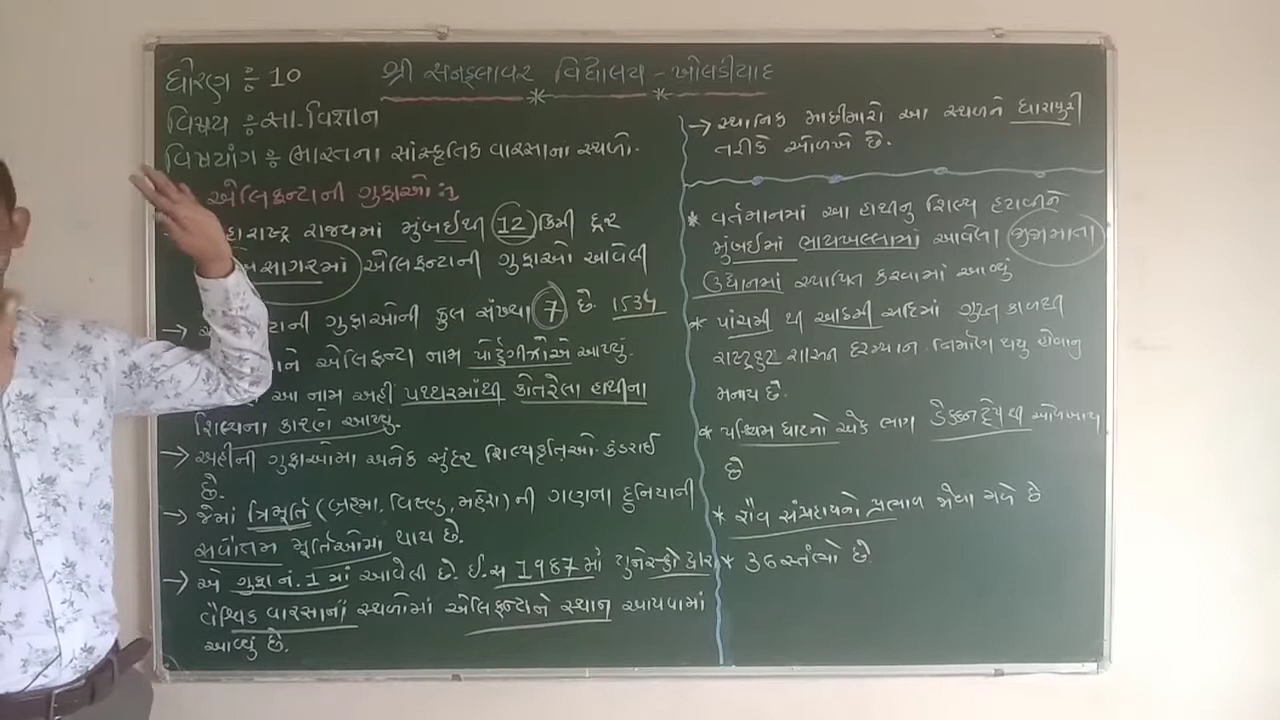 ધોરણ ÷ 10
શ્રી સનફ્લાવર વિદ્યાલય - ખોલડીયાદ
વિષય ÷ સા. વિજ્ઞાન
વિષયાંગ ÷ ભારતના સાંસ્કૃતિક વારસાના સ્થળો.
એલિફન્ટાની ગુફાઓ :-
હારાષ્ટ્ર રાજ્યમાં મુંબઈથી 12 કિમી દૂર
સાગરમાં એલિફન્ટાની ગુફાઓ આવેલી
→ ટાની ગુફાઓની કુલ સંખ્યા 7 છે. 1534
ને એલિફન્ટા નામ પોર્ટુગીઝોએ આપ્યું.
આ નામ અહીં પથ્થરમાંથી કોતરેલા હાથીના
શિલ્પના કારણે આપ્યુ.
→ અહીંની ગુફાઓમાં અનેક સુંદર શિલ્પકૃતિઓ કંડારાઈ
છે.
→ જેમાં ત્રિમૂર્તિ (બ્રહ્મા, વિષ્ણુ, મહેશ) ની ગણના દુનિયાની
સર્વોત્તમ મૂર્તિઓમાં થાય છે.
→ એ ગુફા નં. 1 માં આવેલી છે. ઈ.સ 1987 માં યુનેસ્કો દ્વારા
વૈશ્વિક વારસાનાં સ્થળોમાં એલિફન્ટાને સ્થાન આપવામાં
આવ્યું છે.
→ સ્થાનિક માછીમારો આ સ્થળને ધારાપુરી
તરીકે ઓળખે છે.
* વર્તમાનમાં આ હાથીનુ શિલ્પ હટાવીને
મુંબઈમાં ભાયખલ્લામાં આવેલા જીજામાતા
ઉદ્યાનમાં સ્થાપિત કરવામાં આવ્યું
* પાંચમી થી આઠમી સદિમાં ગુપ્ત કાળથી
રાષ્ટ્રકુટ શાસન દરમ્યાન નિર્માણ થયુ હોવાનુ
મનાય છે.
* પશ્ચિમ ઘાટનો એક ભાગ ડેક્કન ટ્રેપ થી ઓળખાય
છે
* શૈવ સંપ્રદાયનો પ્રભાવ જોવા મળે છે
* 36 સ્તંભો છે.